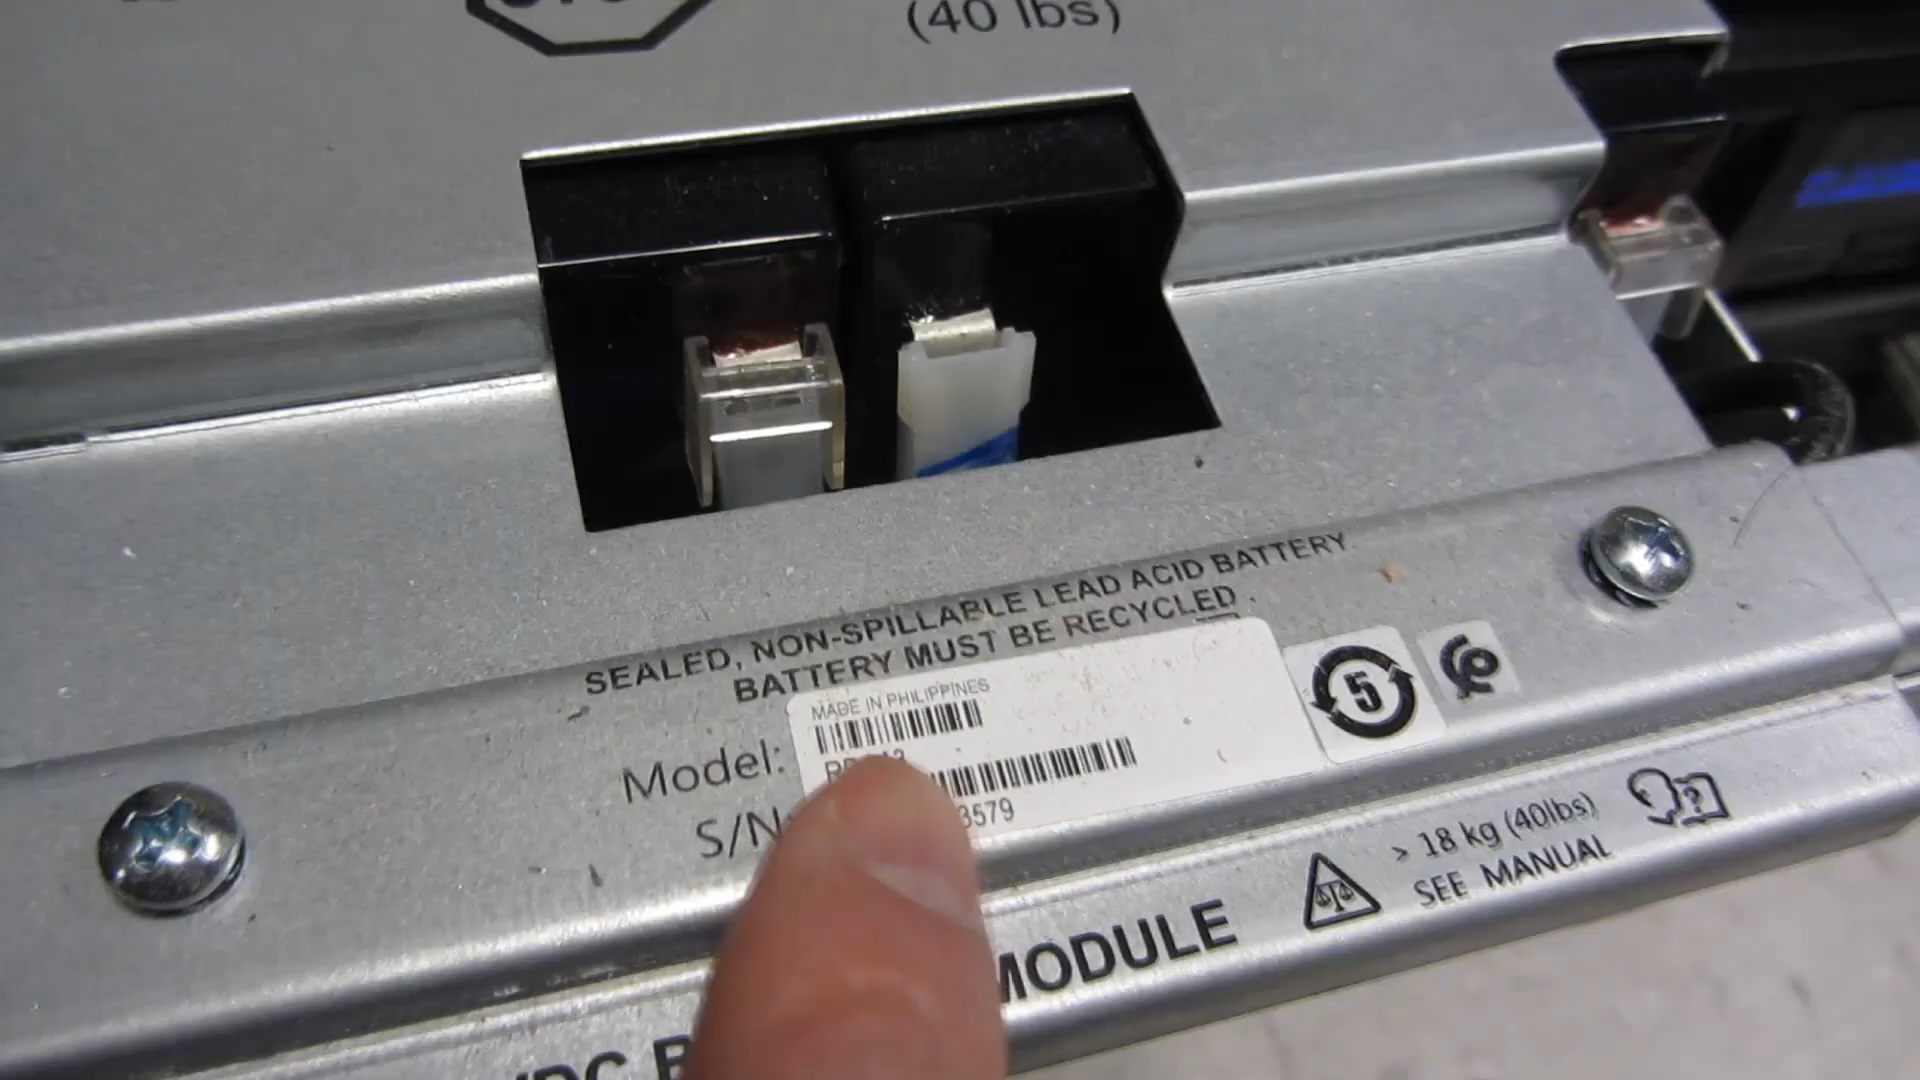 (40 lbs)
SEALED, NON-SPILLABLE LEAD ACID BATTERY
BATTERY MUST BE RECYCLED
MADE IN PHILIPPINES
Model:
S/N
3579
5
> 18 kg (40lbs)
SEE MANUAL
?
MODULE